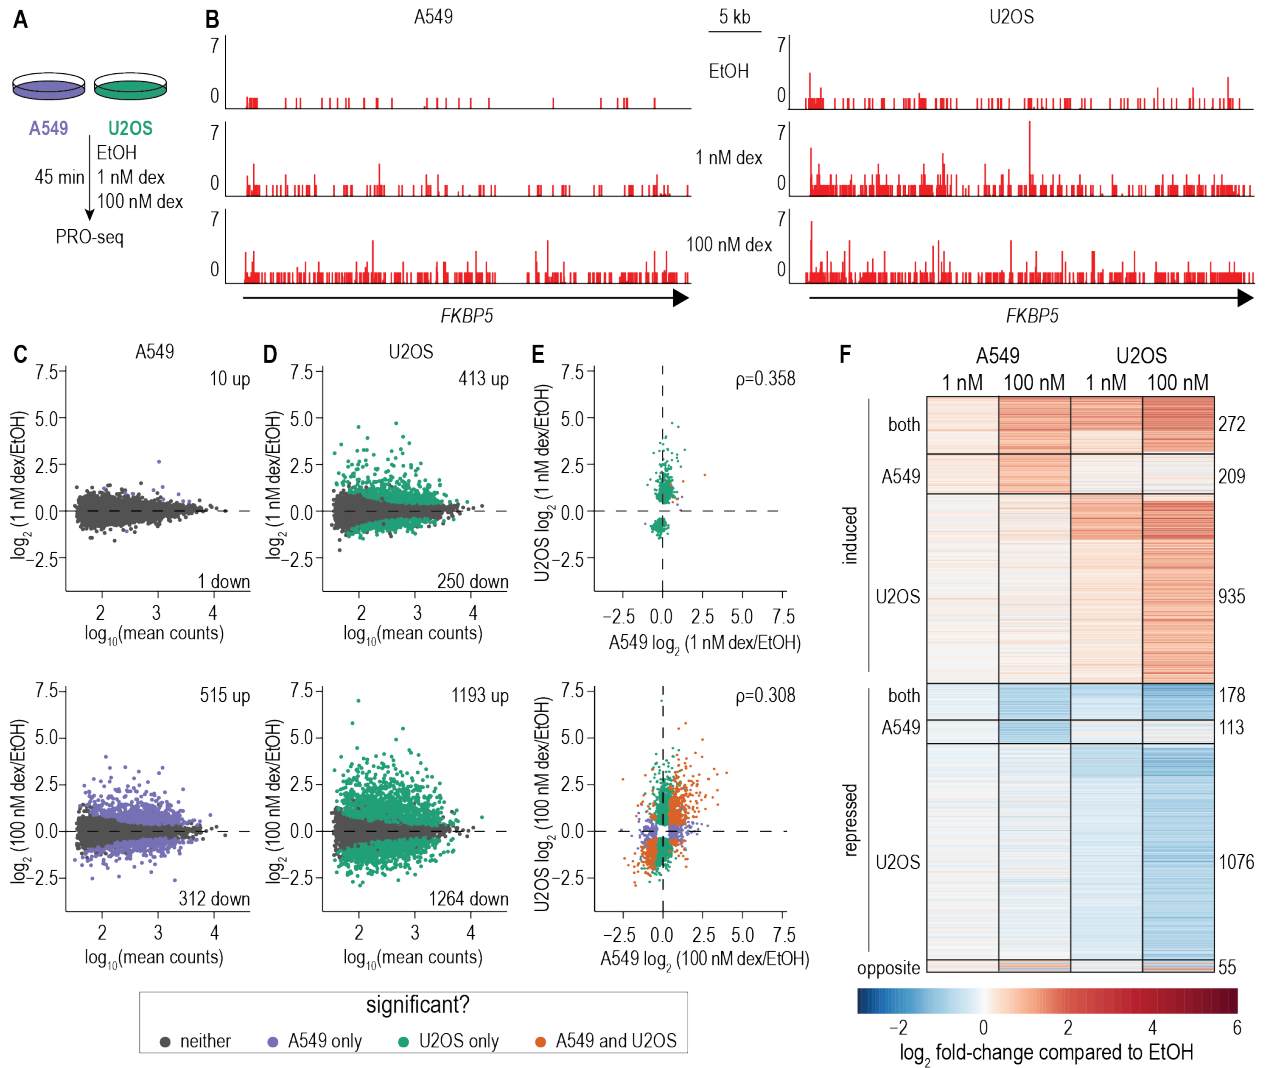 A
A549
U2OS
45 min
EtOH
1 nM dex
100 nM dex
PRO-seq
B
A549
5 kb
U2OS
7
0
EtOH
7
0
7
0
1 nM dex
7
0
7
0
100 nM dex
7
0
FKBP5
FKBP5
C
A549
log2 (1 nM dex/EtOH)
7.5
5.0
2.5
0.0
−2.5
10 up
1 down
2
3
4
log10(mean counts)
log2 (100 nM dex/EtOH)
7.5
5.0
2.5
0.0
−2.5
515 up
312 down
2
3
4
log10(mean counts)
D
U2OS
log2 (1 nM dex/EtOH)
7.5
5.0
2.5
0.0
−2.5
413 up
250 down
2
3
4
log10(mean counts)
log2 (100 nM dex/EtOH)
7.5
5.0
2.5
0.0
−2.5
1193 up
1264 down
2
3
4
log10(mean counts)
E
U2OS log2 (1 nM dex/EtOH)
7.5
5.0
2.5
0.0
−2.5
ρ=0.358
−2.5
0.0
2.5
5.0
7.5
A549 log2 (1 nM dex/EtOH)
U2OS log2 (100 nM dex/EtOH)
7.5
5.0
2.5
0.0
−2.5
ρ=0.308
−2.5
0.0
2.5
5.0
7.5
A549 log2 (100 nM dex/EtOH)
significant?
neither
A549 only
U2OS only
A549 and U2OS
F
A549
U2OS
1 nM
100 nM
1 nM
100 nM
induced
both
272
A549
209
U2OS
935
repressed
both
178
A549
113
U2OS
1076
opposite
55
−2
0
2
4
6
log2 fold-change compared to EtOH